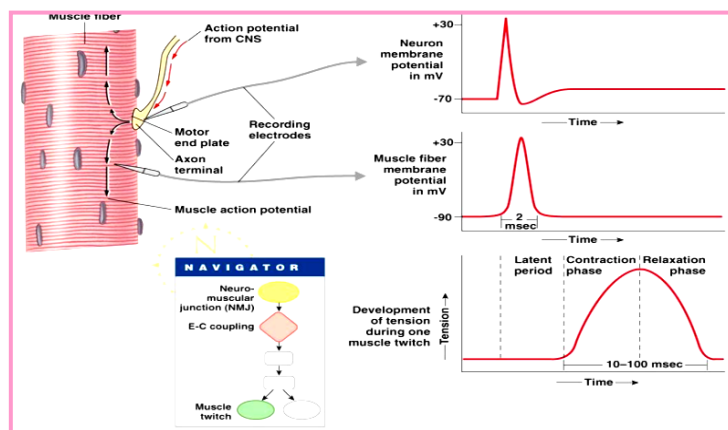 Muscle fiber
Action potential
from CNS
Motor
end plate
Axon
terminal
Recording
electrodes
Muscle action potential
+30
Neuron
membrane
potential
in mV
-70
Time
+30
Muscle fiber
membrane
potential
in mV
-90
2
msec
Time
Latent
period
Contraction
phase
Relaxation
phase
Development
of tension
during one
muscle twitch
Tension
10–100 msec
Time
N
NAVIGATOR
Neuro-
muscular
junction (NMJ)
E-C coupling
Muscle
twitch